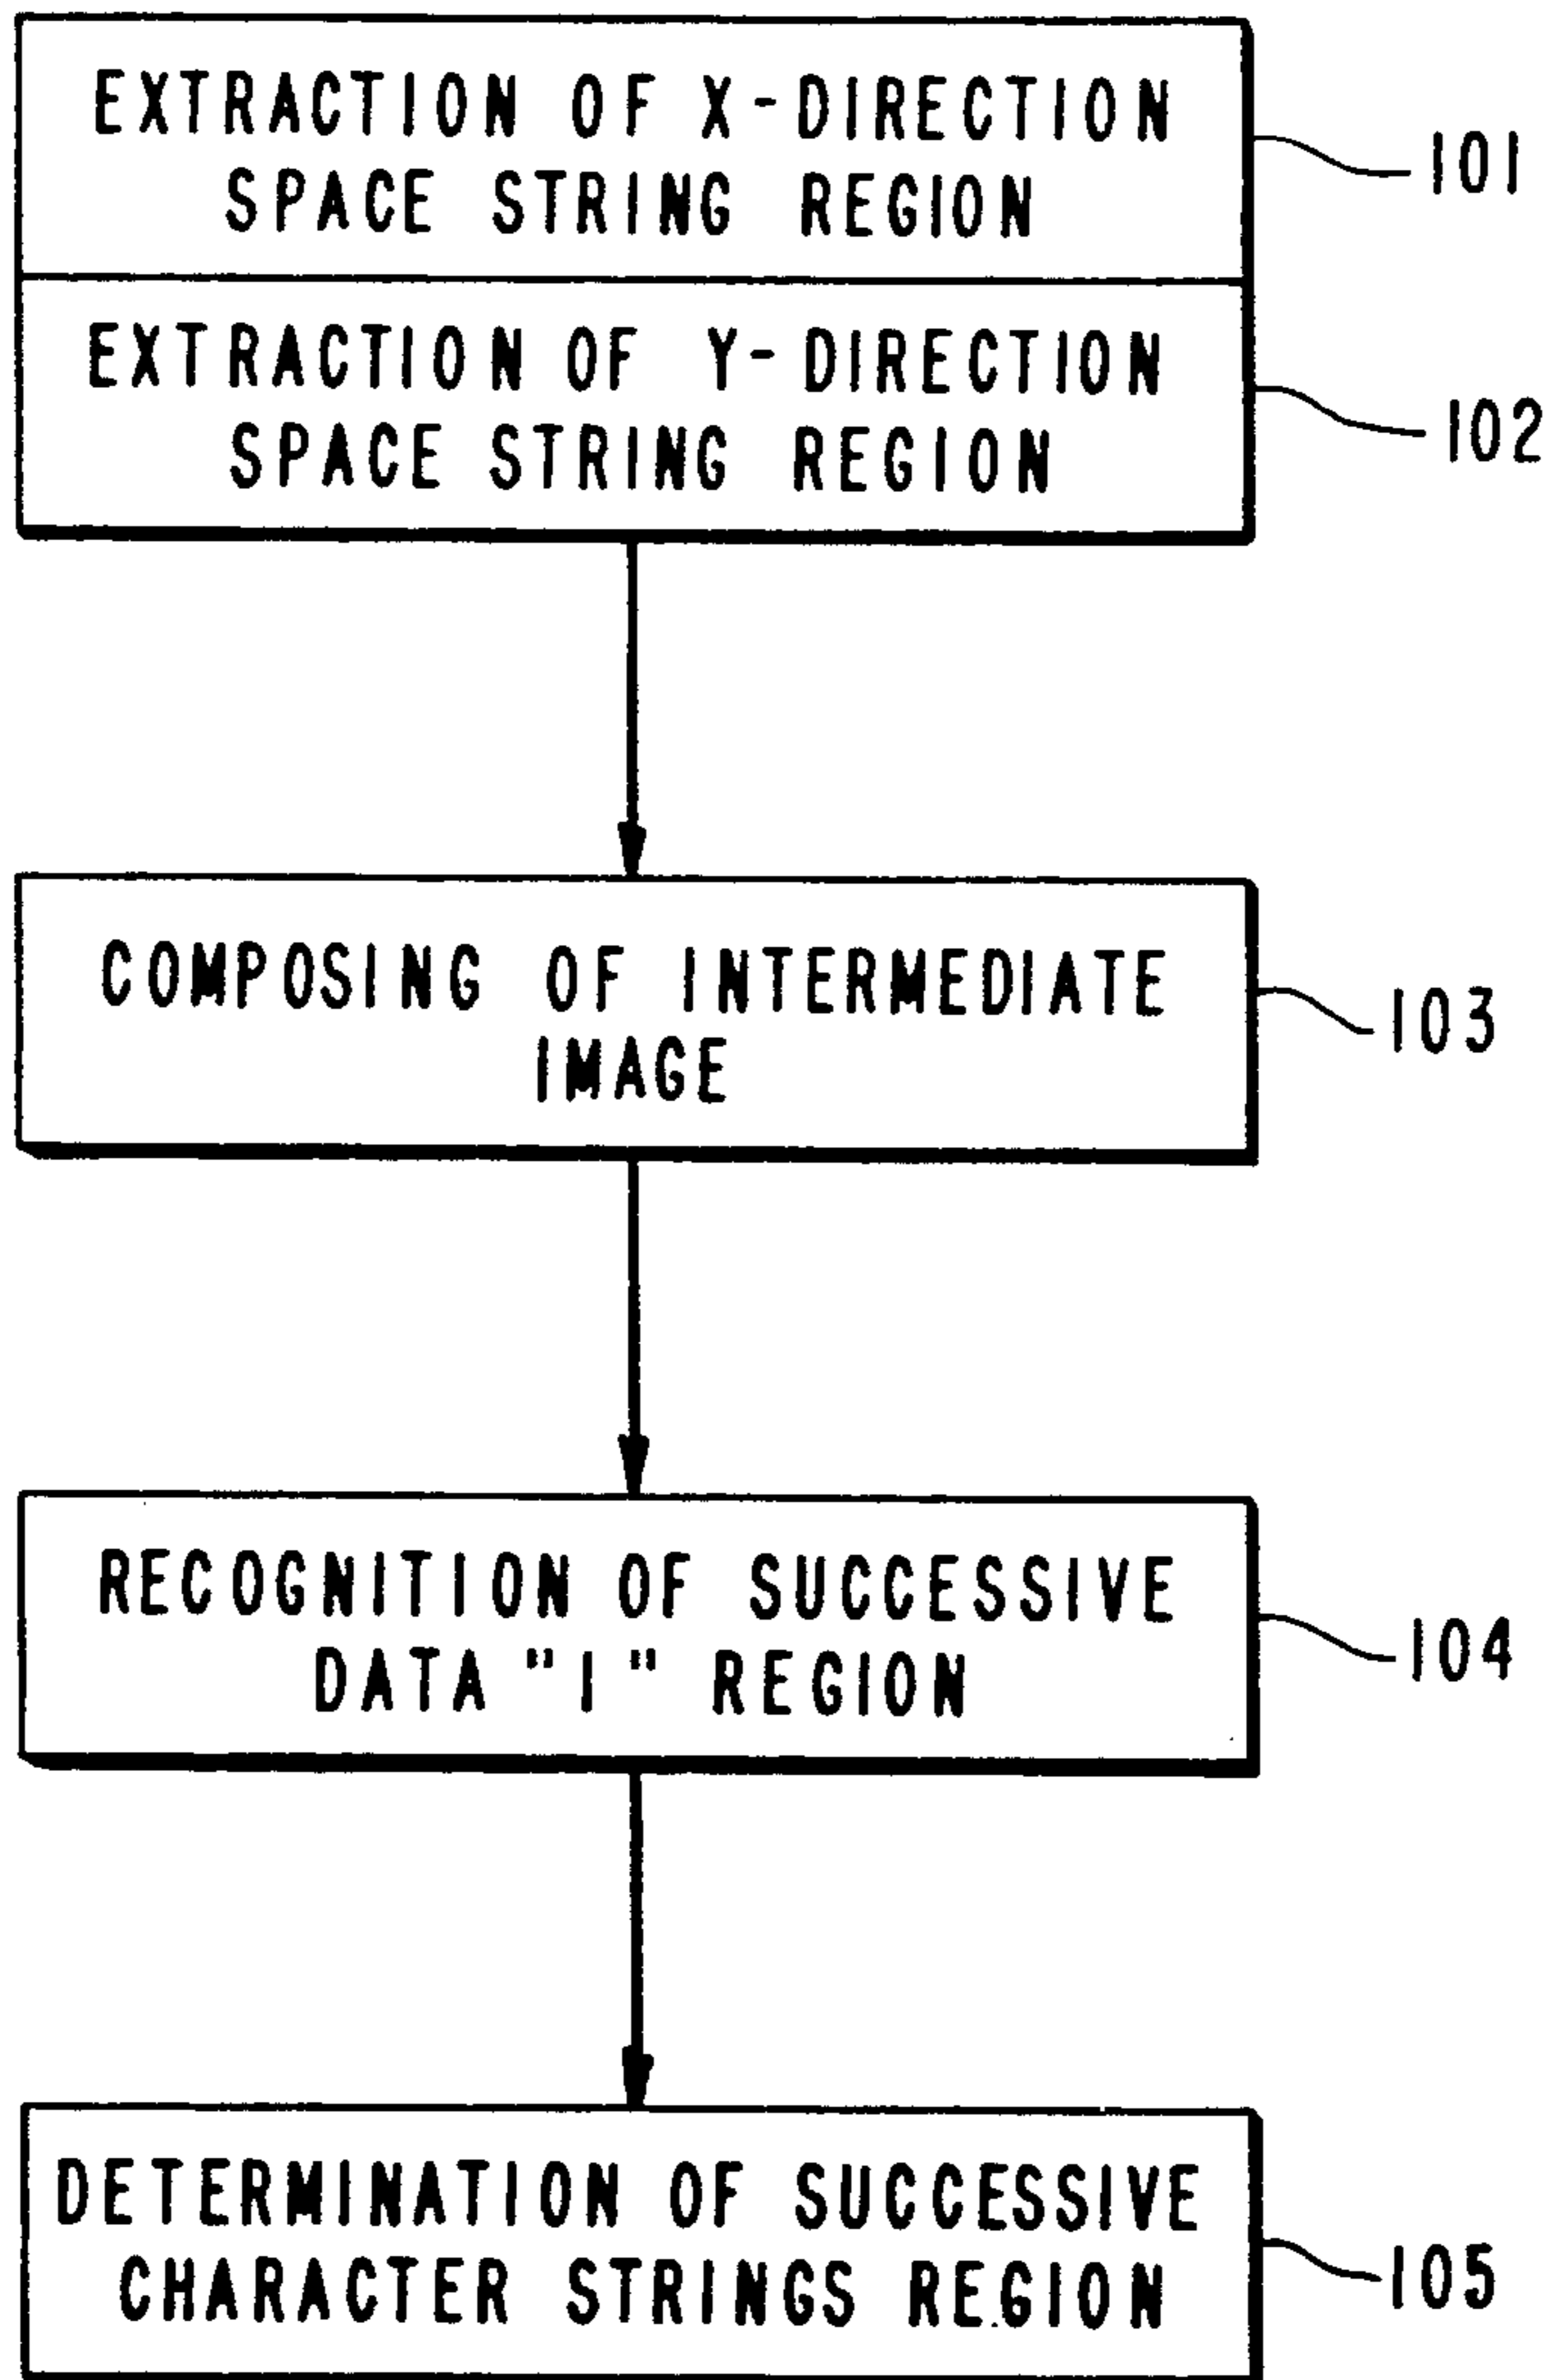 EXTRACTION OF X-DIRECTION
SPACE STRING REGION
101
EXTRACTION OF Y-DIRECTION
SPACE STRING REGION
102
COMPOSING OF INTERMEDIATE
IMAGE
103
RECOGNITION OF SUCCESSIVE
DATA "1" REGION
104
DETERMINATION OF SUCCESSIVE
CHARACTER STRINGS REGION
105